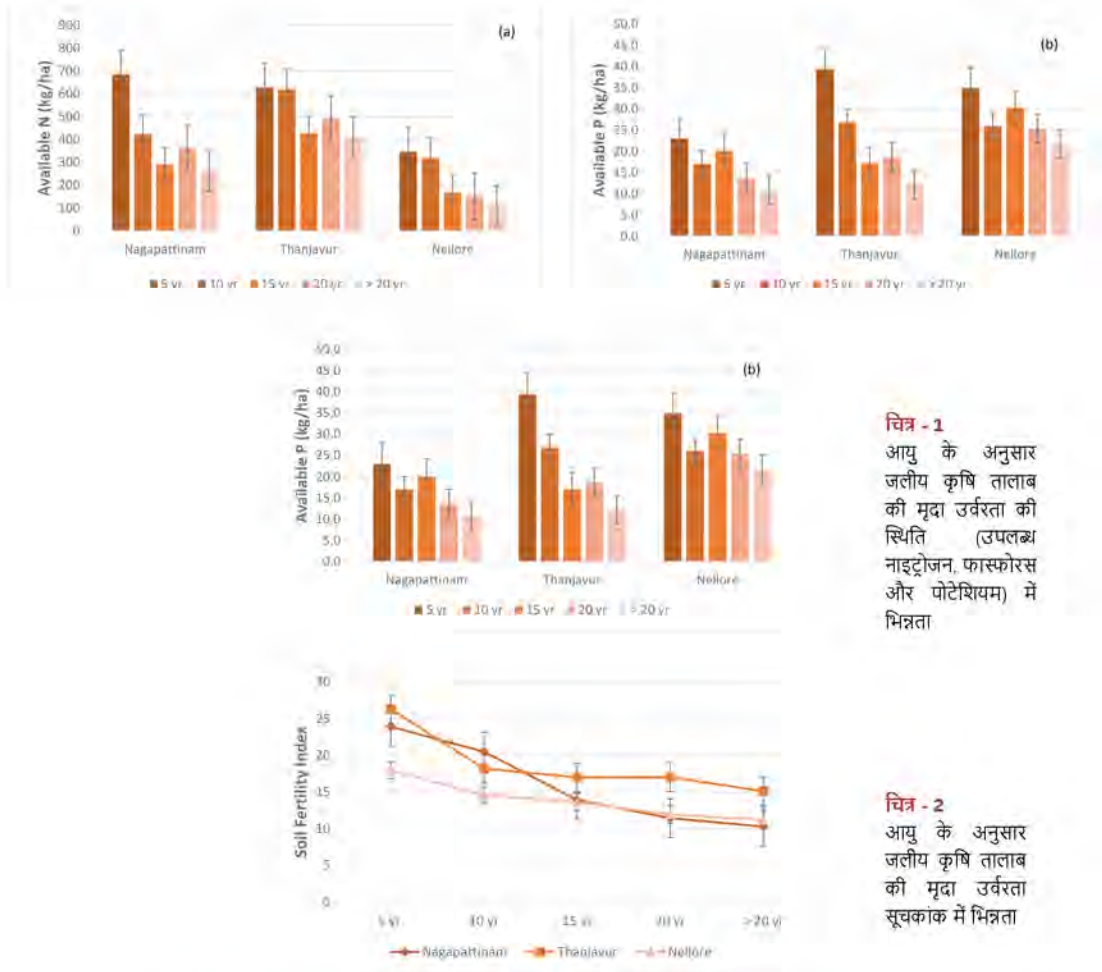 900
800
700
600
500
400
300
200
100
0
Available N (kg/ha)
(a)
Nagapattinam Thanjavur Nellore
5 yr 10 yr 15 yr 20 yr > 20 yr
50.0
45.0
40.0
35.0
30.0
25.0
20.0
15.0
10.0
5.0
0.0
Available P (kg/ha)
(b)
Nagapattinam Thanjavur Nellore
5 yr 10 yr 15 yr 20 yr >20 yr
50.0
45.0
40.0
35.0
30.0
25.0
20.0
15.0
10.0
5.0
0.0
Available P (kg/ha)
(b)
Nagapattinam Thanjavur Nellore
5 yr 10 yr 15 yr 20 yr > 20 yr
चित्र - 1
आयु के अनुसार
जलीय कृषि तालाब
की मृदा उर्वरता की
स्थिति (उपलब्ध
नाइट्रोजन, फास्फोरस
और पोटेशियम) में
भिन्नता
30
25
20
15
10
5
0
Soil Fertility Index
5 yr 10 yr 15 yr 20 yr >20 yr
Nagapattinam Thanjavur Nellore
चित्र - 2
आयु के अनुसार
जलीय कृषि तालाब
की मृदा उर्वरता
सूचकांक में भिन्नता